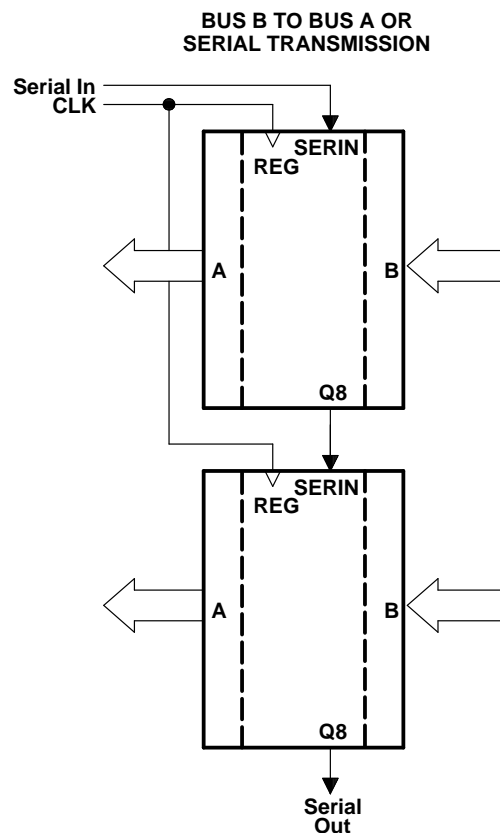 BUS B TO BUS A OR
SERIAL TRANSMISSION
Serial In
CLK
SERIN
REG
A
B
Q8
SERIN
REG
A
B
Q8
Serial
Out